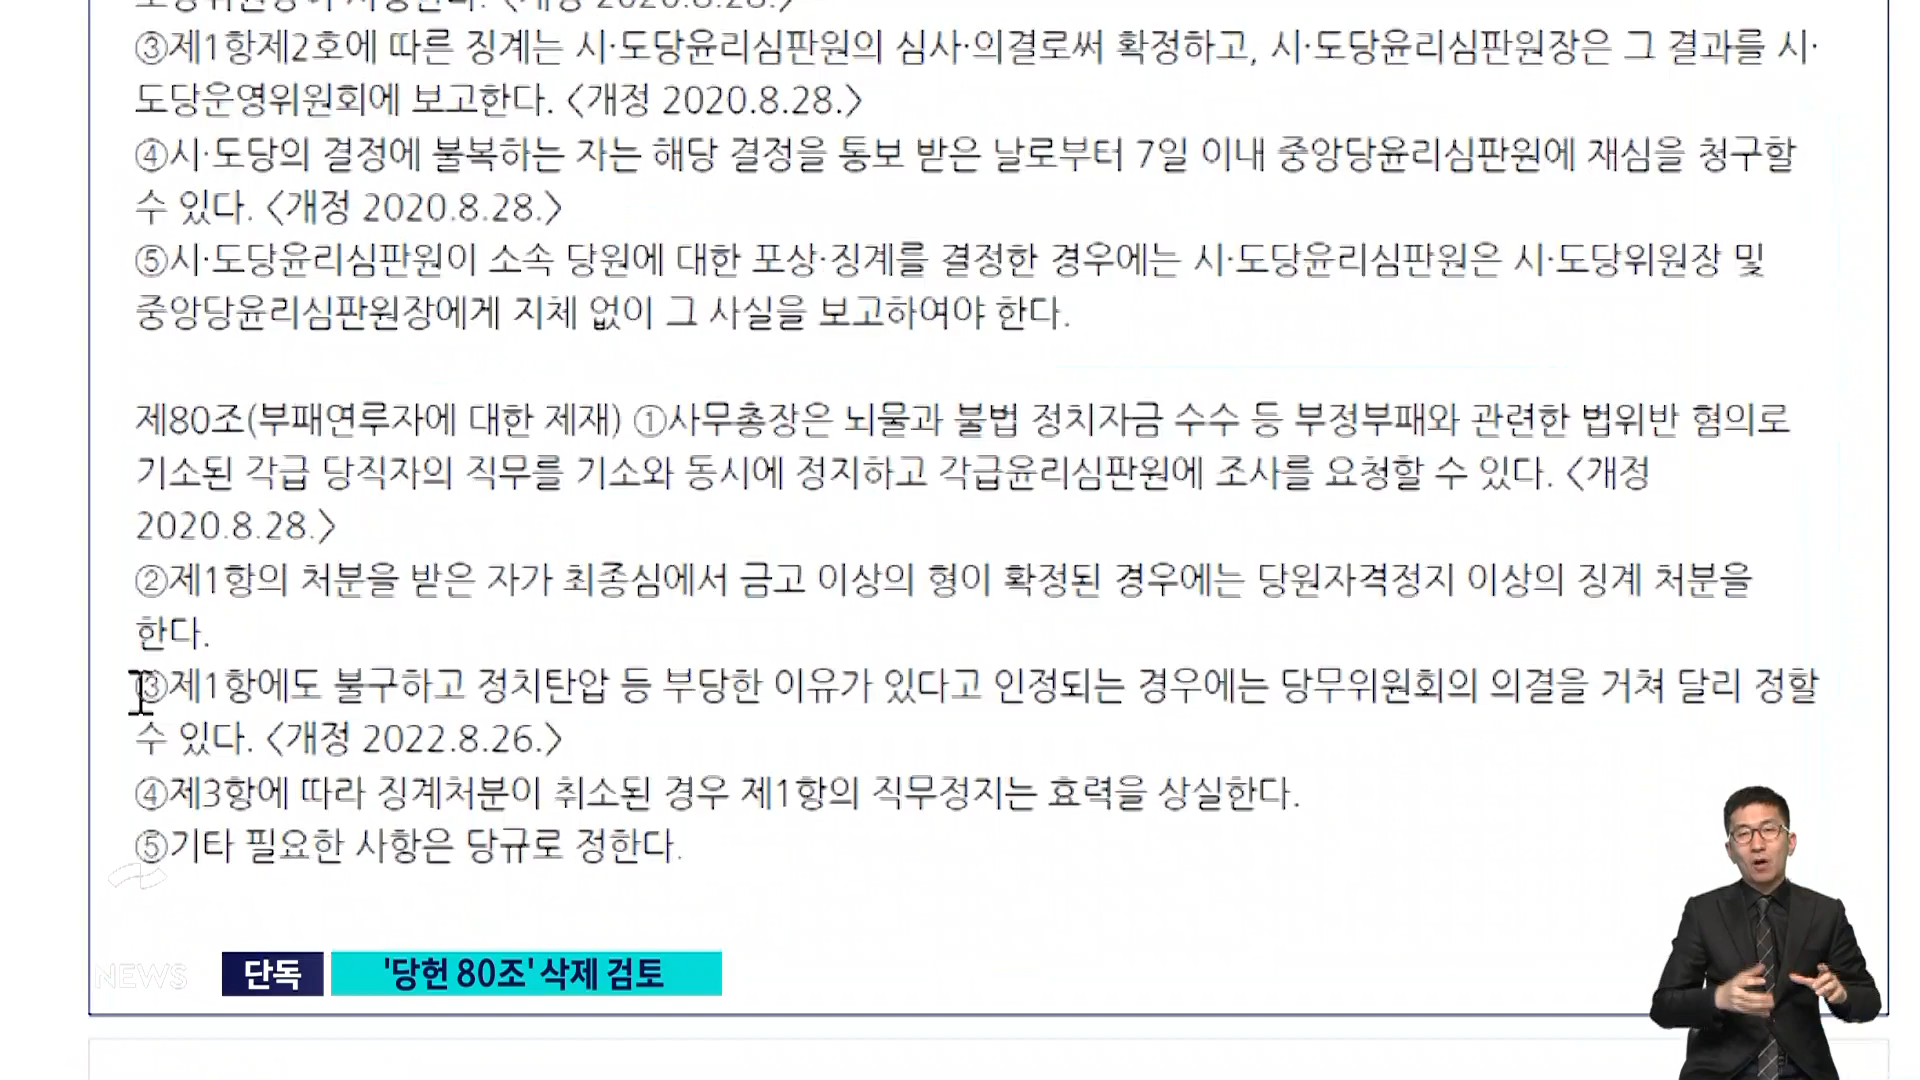 ③제1항제2호에 따른 징계는 시·도당윤리심판원의 심사·의결로써 확정하고, 시·도당윤리심판원장은 그 결과를 시·
도당운영위원회에 보고한다. <개정 2020.8.28.>
④시·도당의 결정에 불복하는 자는 해당 결정을 통보 받은 날로부터 7일 이내 중앙당윤리심판원에 재심을 청구할
수 있다. <개정 2020.8.28.>
⑤시·도당윤리심판원이 소속 당원에 대한 포상·징계를 결정한 경우에는 시·도당윤리심판원은 시·도당위원장 및
중앙당윤리심판원장에게 지체 없이 그 사실을 보고하여야 한다.
제80조(부패연루자에 대한 제재) ①사무총장은 뇌물과 불법 정치자금 수수 등 부정부패와 관련한 법위반 혐의로
기소된 각급 당직자의 직무를 기소와 동시에 정지하고 각급윤리심판원에 조사를 요청할 수 있다. <개정
2020.8.28.>
②제1항의 처분을 받은 자가 최종심에서 금고 이상의 형이 확정된 경우에는 당원자격정지 이상의 징계 처분을
한다.
③제1항에도 불구하고 정치탄압 등 부당한 이유가 있다고 인정되는 경우에는 당무위원회의 의결을 거쳐 달리 정할
수 있다. <개정 2022.8.26.>
④제3항에 따라 징계처분이 취소된 경우 제1항의 직무정지는 효력을 상실한다.
⑤기타 필요한 사항은 당규로 정한다.
NEWS 단독 '당헌 80조' 삭제 검토